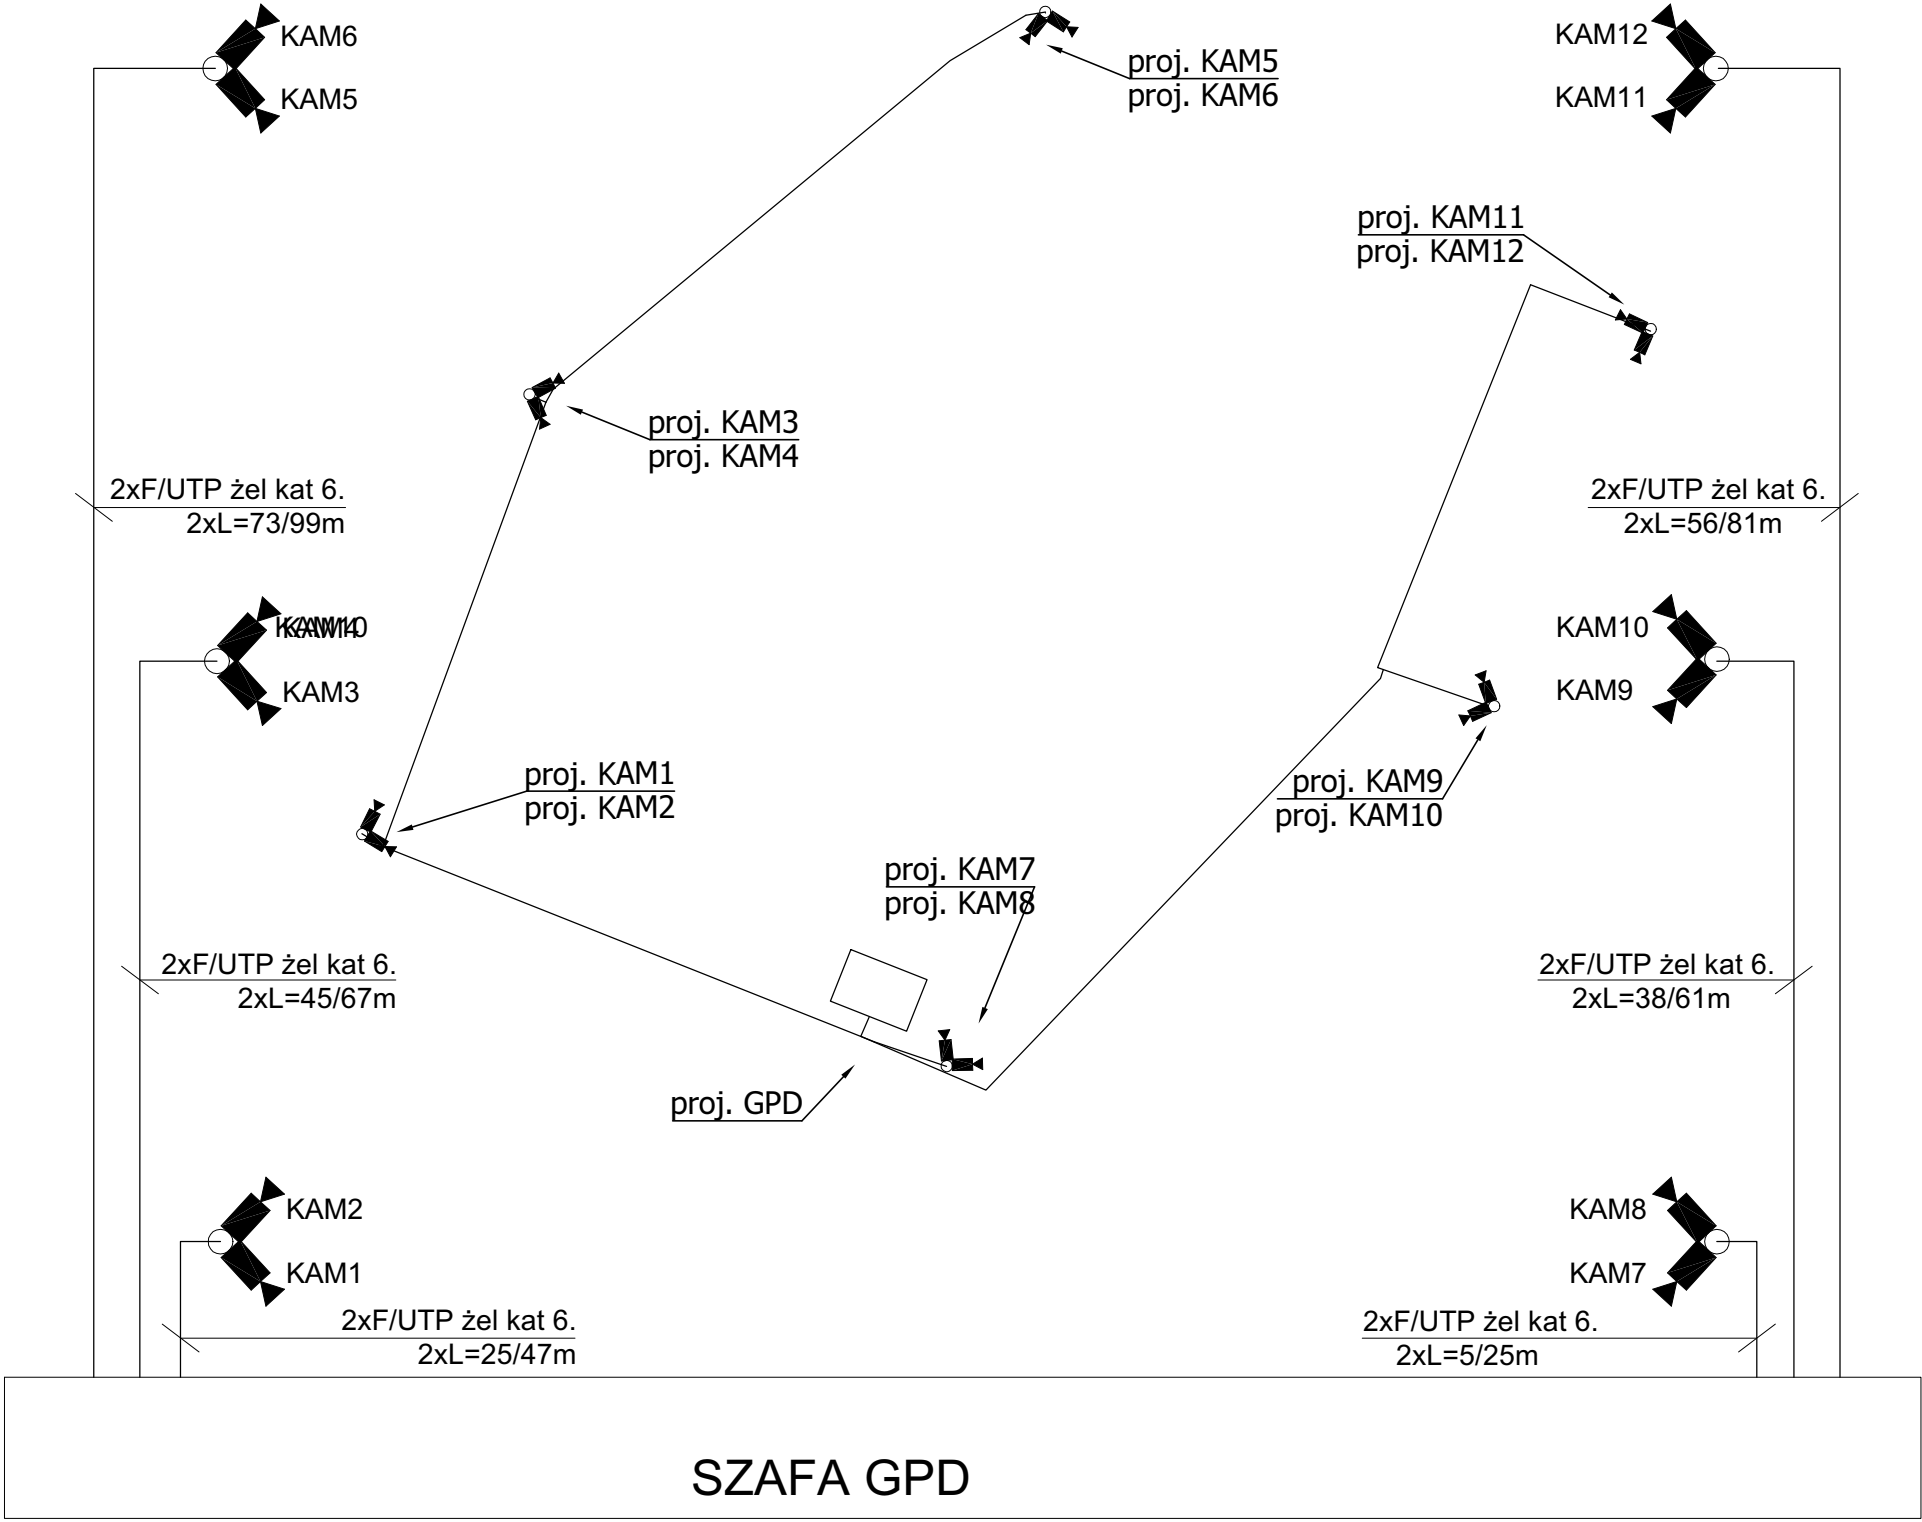 KAM6
KAM5
proj. KAM5
proj. KAM6
KAM12
KAM11
proj. KAM11
proj. KAM12
proj. KAM3
proj. KAM4
2xF/UTP żel kat 6.
2xL=73/99m
2xF/UTP żel kat 6.
2xL=56/81m
KAM10
KAM4
KAM3
KAM10
KAM9
proj. KAM1
proj. KAM2
proj. KAM9
proj. KAM10
proj. KAM7
proj. KAM8
2xF/UTP żel kat 6.
2xL=45/67m
2xF/UTP żel kat 6.
2xL=38/61m
proj. GPD
KAM2
KAM1
KAM8
KAM7
2xF/UTP żel kat 6.
2xL=25/47m
2xF/UTP żel kat 6.
2xL=5/25m
SZAFA GPD